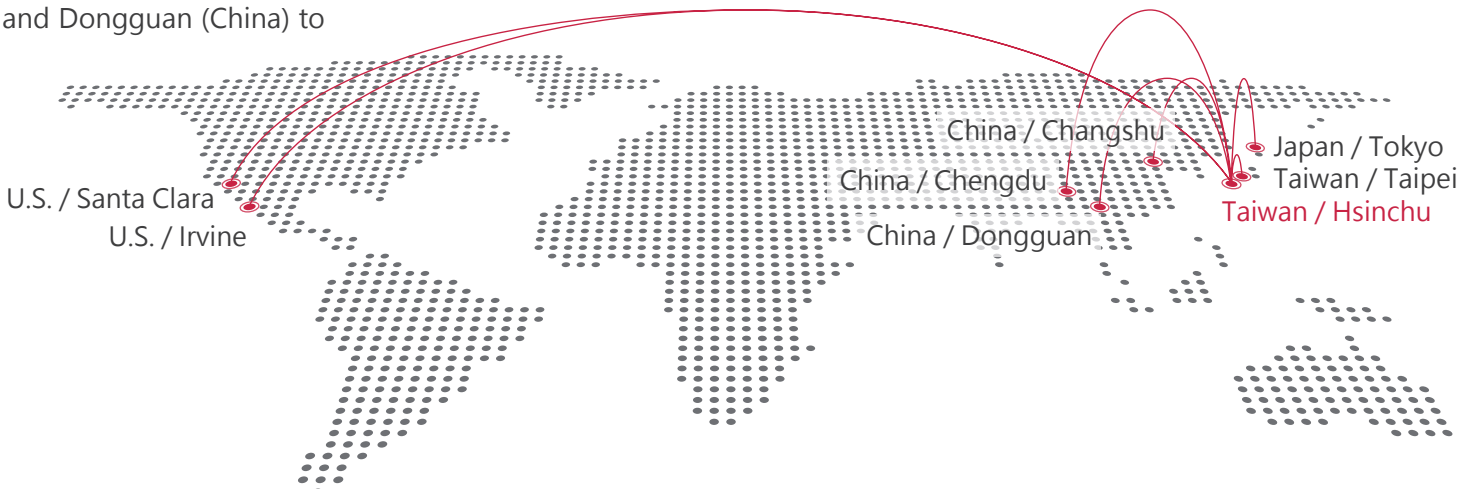 and Dongguan (China) to
China / Changshu
Japan / Tokyo
China / Chengdu
Taiwan / Taipei
U.S. / Santa Clara
Taiwan / Hsinchu
U.S. / Irvine
China / Dongguan